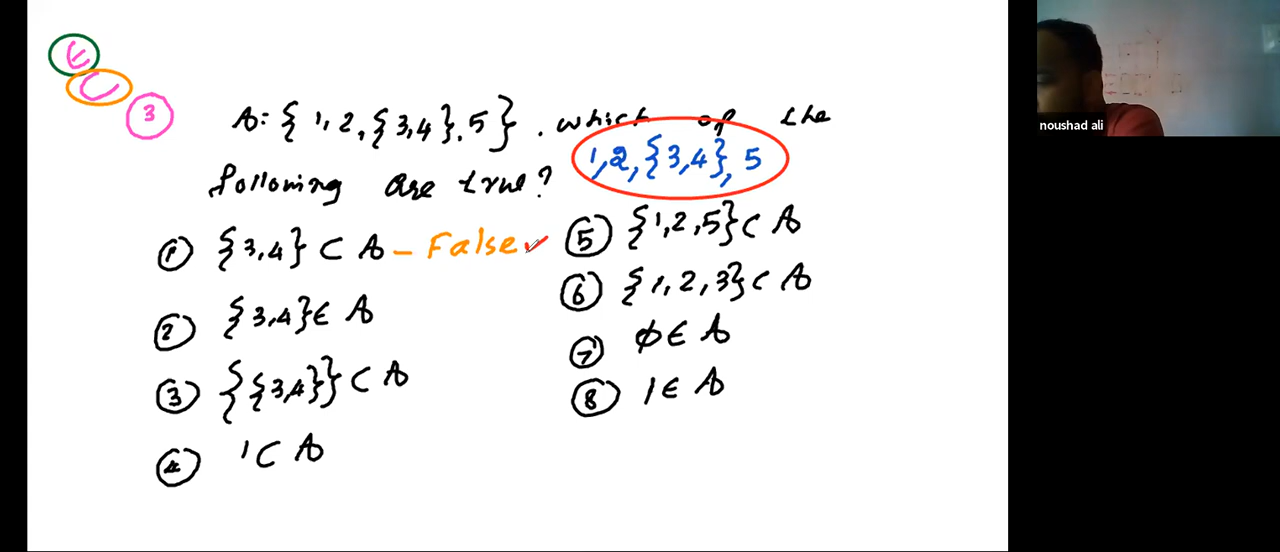 ∈
⊂
3
A: {1, 2, {3,4}, 5}. which of the
following are true? 1, 2, {3,4}, 5
① {3,4} ⊂ A – False ✓
② {3,4} ∈ A
③ {{3,4}} ⊂ A
④ 1 ⊂ A
⑤ {1,2,5} ⊂ A
⑥ {1,2,3} ⊂ A
⑦ ϕ ∈ A
⑧ 1 ∈ A
noushad ali